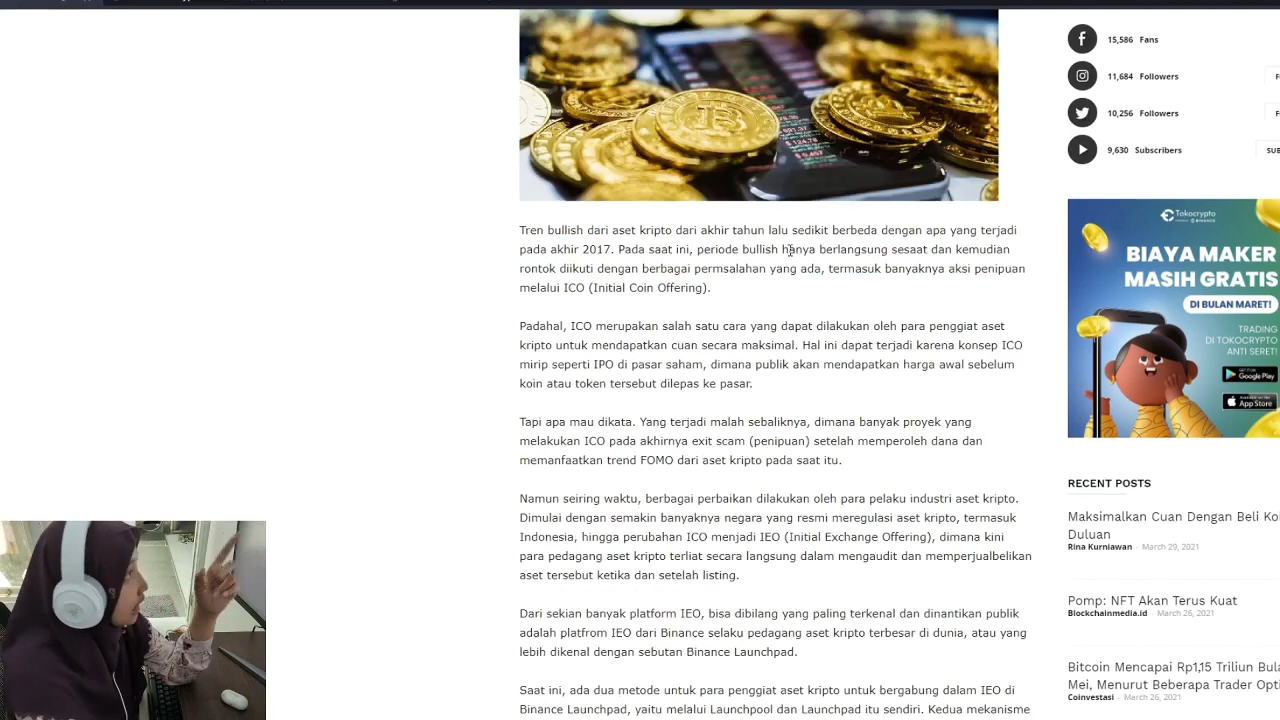 Tren bullish dari aset kripto dari akhir tahun lalu sedikit berbeda dengan apa yang terjadi
pada akhir 2017. Pada saat ini, periode bullish hanya berlangsung sesaat dan kemudian
rontok diikuti dengan berbagai permsalahan yang ada, termasuk banyaknya aksi penipuan
melalui ICO (Initial Coin Offering).
Padahal, ICO merupakan salah satu cara yang dapat dilakukan oleh para penggiat aset
kripto untuk mendapatkan cuan secara maksimal. Hal ini dapat terjadi karena konsep ICO
mirip seperti IPO di pasar saham, dimana publik akan mendapatkan harga awal sebelum
koin atau token tersebut dilepas ke pasar.
Tapi apa mau dikata. Yang terjadi malah sebaliknya, dimana banyak proyek yang
melakukan ICO pada akhirnya exit scam (penipuan) setelah memperoleh dana dan
memanfaatkan trend FOMO dari aset kripto pada saat itu.
Namun seiring waktu, berbagai perbaikan dilakukan oleh para pelaku industri aset kripto.
Dimulai dengan semakin banyaknya negara yang resmi meregulasi aset kripto, termasuk
Indonesia, hingga perubahan ICO menjadi IEO (Initial Exchange Offering), dimana kini
para pedagang aset kripto terliat secara langsung dalam mengaudit dan memperjualbelikan
aset tersebut ketika dan setelah listing.
Dari sekian banyak platform IEO, bisa dibilang yang paling terkenal dan dinantikan publik
adalah platfrom IEO dari Binance selaku pedagang aset kripto terbesar di dunia, atau yang
lebih dikenal dengan sebutan Binance Launchpad.
Saat ini, ada dua metode untuk para penggiat aset kripto untuk bergabung dalam IEO di
Binance Launchpad, yaitu melalui Launchpool dan Launchpad itu sendiri. Kedua mekanisme
15,586 Fans
11,684 Followers
10,256 Followers
9,630 Subscribers
SUB
Tokocrypto
BIAYA MAKER
MASIH GRATIS
DI BULAN MARET!
TRADING
DI TOKOCRYPTO
ANTI SERET!
Google Play
App Store
RECENT POSTS
Maksimalkan Cuan Dengan Beli Koi
Duluan
Rina Kurniawan - March 29, 2021
Pomp: NFT Akan Terus Kuat
Blockchainmedia.id - March 26, 2021
Bitcoin Mencapai Rp1,15 Triliun Bula
Mei, Menurut Beberapa Trader Opti
Coinvestasi - March 26, 2021